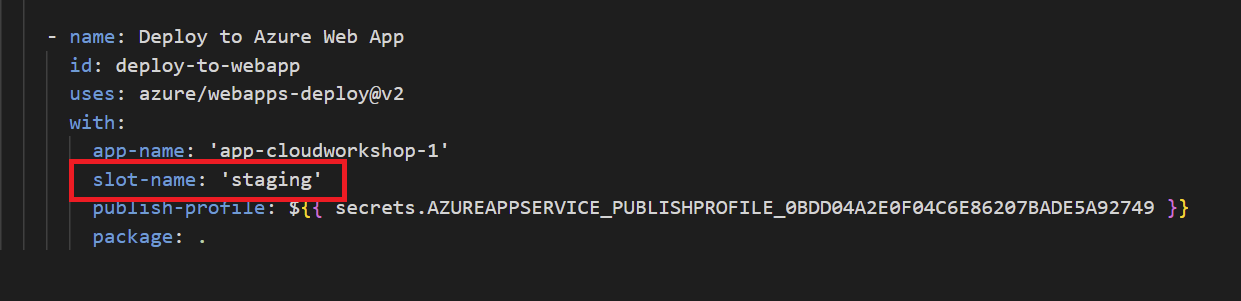 - name: Deploy to Azure Web App
id: deploy-to-webapp
uses: azure/webapps-deploy@v2
with:
app-name: 'app-cloudworkshop-1'
slot-name: 'staging'
publish-profile: ${{ secrets.AZUREAPPSERVICE_PUBLISHPROFILE_0BDD04A2E0F04C6E86207BADE5A92749 }}
package: .